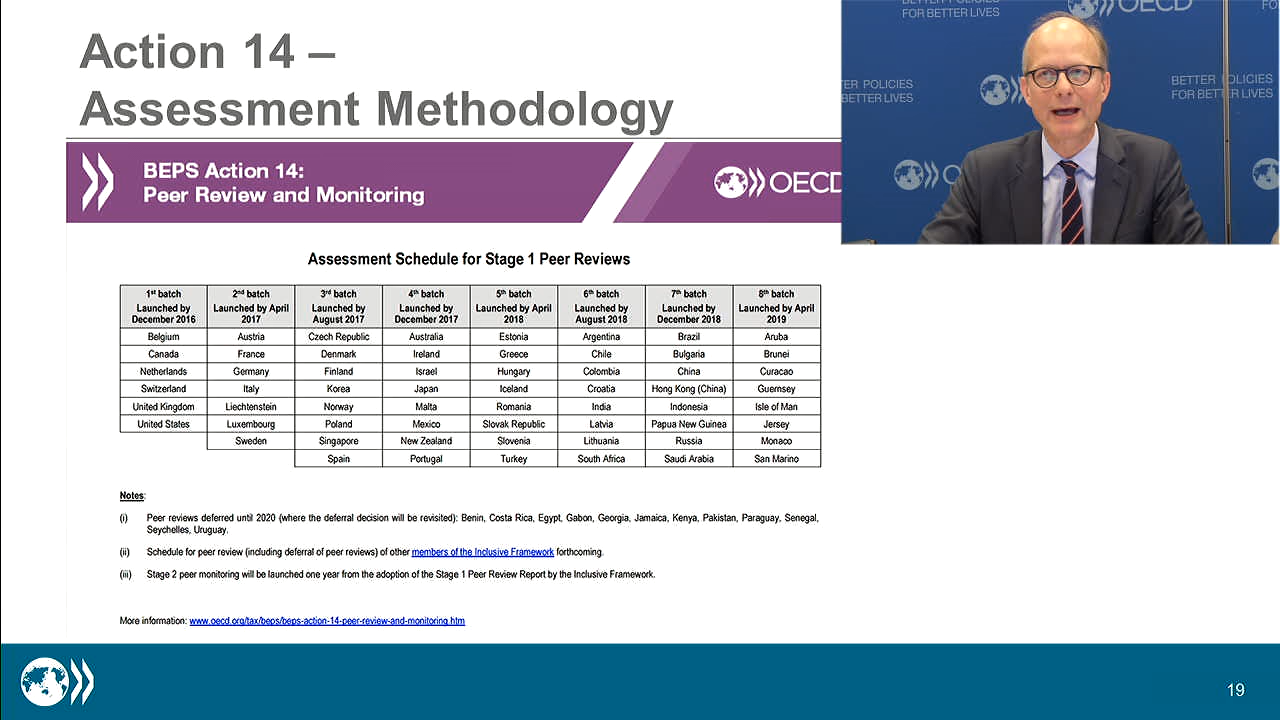 Action 14 –
Assessment Methodology
BEPS Action 14:
Peer Review and Monitoring
OECD
BETTER POLICIES
FOR BETTER LIVES
OECD
TER POLICIES
BETTER LIVES
BETTER POLICIES
FOR BETTER LIVES
Assessment Schedule for Stage 1 Peer Reviews
1st batch 2nd batch 3rd batch 4th batch 5th batch 6th batch 7th batch 8th batch
Launched by Launched by April Launched by Launched by Launched by April Launched by Launched by Launched by April
December 2016 2017 August 2017 December 2017 2018 August 2018 December 2018 2019
Belgium Austria Czech Republic Australia Estonia Argentina Brazil Aruba
Canada France Denmark Ireland Greece Chile Bulgaria Brunei
Netherlands Germany Finland Israel Hungary Colombia China Curacao
Switzerland Italy Korea Japan Iceland Croatia Hong Kong (China) Guernsey
United Kingdom Liechtenstein Norway Malta Romania India Indonesia Isle of Man
United States Luxembourg Poland Mexico Slovak Republic Latvia Papua New Guinea Jersey
Sweden Singapore New Zealand Slovenia Lithuania Russia Monaco
Spain Portugal Turkey South Africa Saudi Arabia San Marino
Notes:
(i) Peer reviews deferred until 2020 (where the deferral decision will be revisited): Benin, Costa Rica, Egypt, Gabon, Georgia, Jamaica, Kenya, Pakistan, Paraguay, Senegal,
Seychelles, Uruguay.
(ii) Schedule for peer review (including deferral of peer reviews) of other members of the Inclusive Framework forthcoming.
(iii) Stage 2 peer monitoring will be launched one year from the adoption of the Stage 1 Peer Review Report by the Inclusive Framework.
More information: www.oecd.org/tax/beps/beps-action-14-peer-review-and-monitoring.htm
19